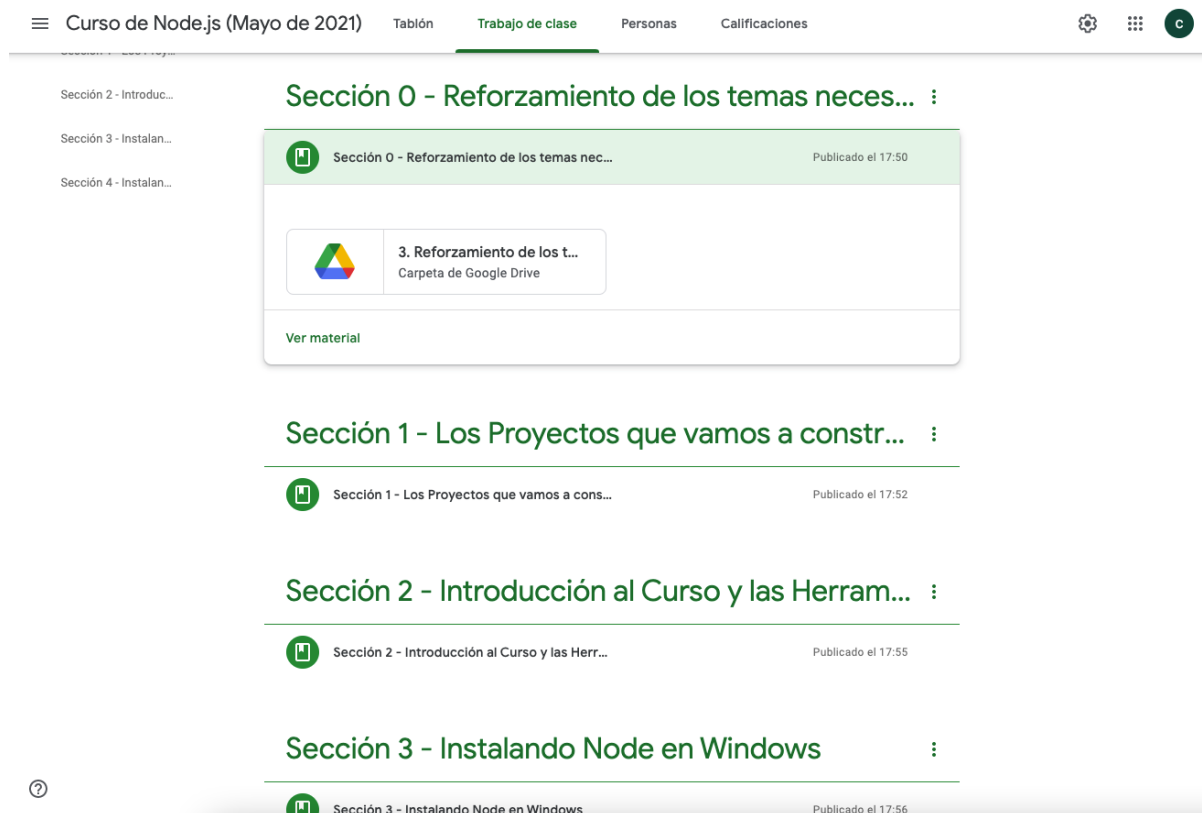 Curso de Node.js (Mayo de 2021)
Tablón
Trabajo de clase
Personas
Calificaciones
C
Sección 1 - Los Proy...
Sección 2 - Introduc...
Sección 3 - Instalan...
Sección 4 - Instalan...
Sección 0 - Reforzamiento de los temas neces...
Sección 0 - Reforzamiento de los temas nec...
Publicado el 17:50
3. Reforzamiento de los t...
Carpeta de Google Drive
Ver material
Sección 1 - Los Proyectos que vamos a constr...
Sección 1 - Los Proyectos que vamos a cons...
Publicado el 17:52
Sección 2 - Introducción al Curso y las Herram...
Sección 2 - Introducción al Curso y las Herr...
Publicado el 17:55
Sección 3 - Instalando Node en Windows
Sección 3 - Instalando Node en Windows
Publicado el 17:56